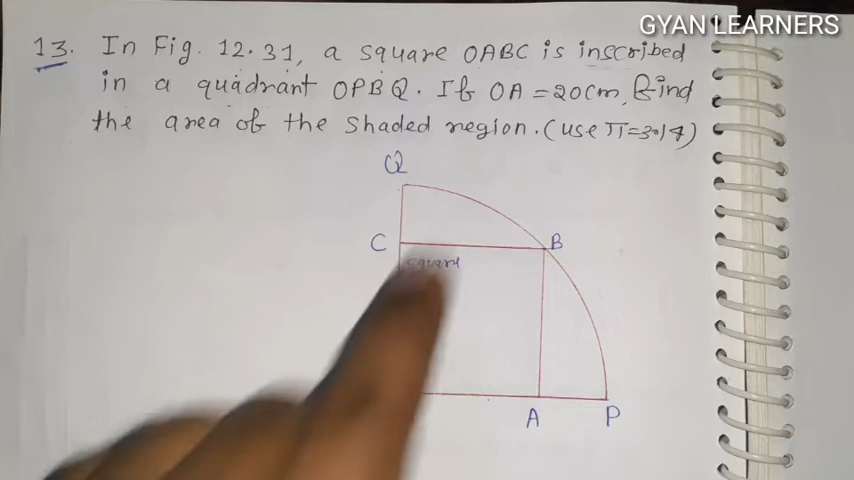 GYAN LEARNERS
13. In Fig. 12.31, a square OABC is inscribed
in a quadrant OPBQ. If OA = 20cm, find
the area of the shaded region. (Use π=3.14)
Q
C
B
square
A
P